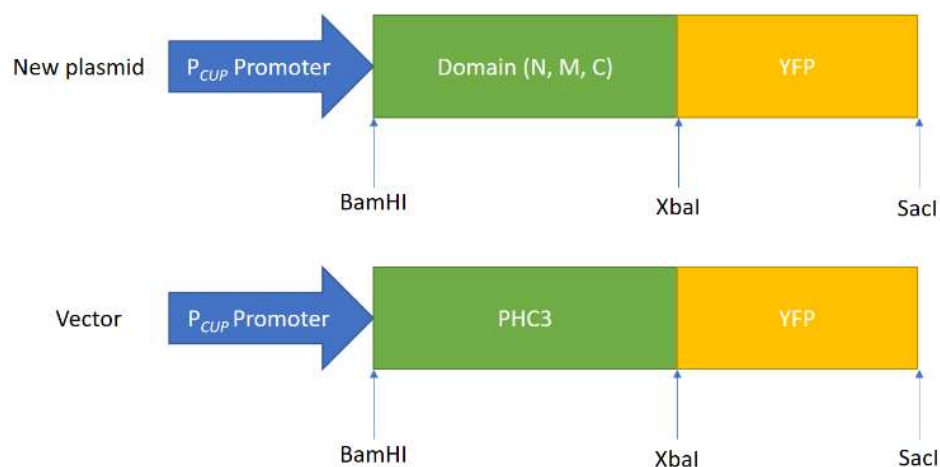 New plasmid
P_CUP Promoter
Domain (N, M, C)
YFP
BamHI
XbaI
SacI
Vector
P_CUP Promoter
PHC3
YFP
BamHI
XbaI
SacI